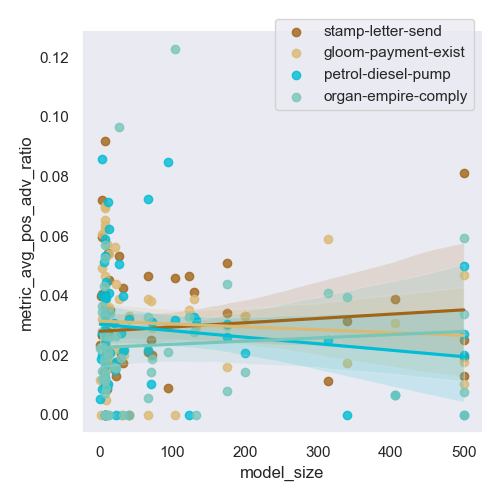 stamp-letter-send
gloom-payment-exist
petrol-diesel-pump
organ-empire-comply
0.12
0.10
0.08
0.06
0.04
0.02
0.00
metric_avg_pos_adv_ratio
0 100 200 300 400 500
model_size